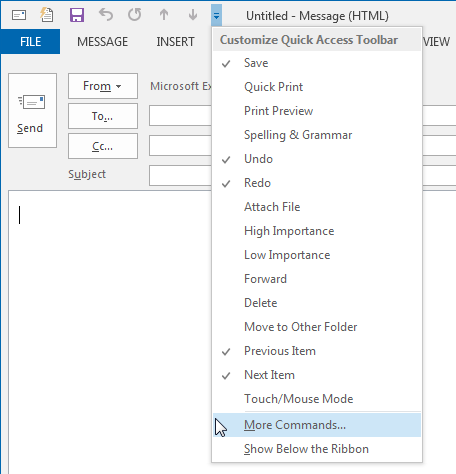 Untitled - Message (HTML)
FILE MESSAGE INSERT VIEW
Customize Quick Access Toolbar
Save
Quick Print
Print Preview
Spelling & Grammar
Undo
Redo
Attach File
High Importance
Low Importance
Forward
Delete
Move to Other Folder
Previous Item
Next Item
Touch/Mouse Mode
More Commands...
Show Below the Ribbon
Send
From Microsoft Ex
To...
Cc...
Subject